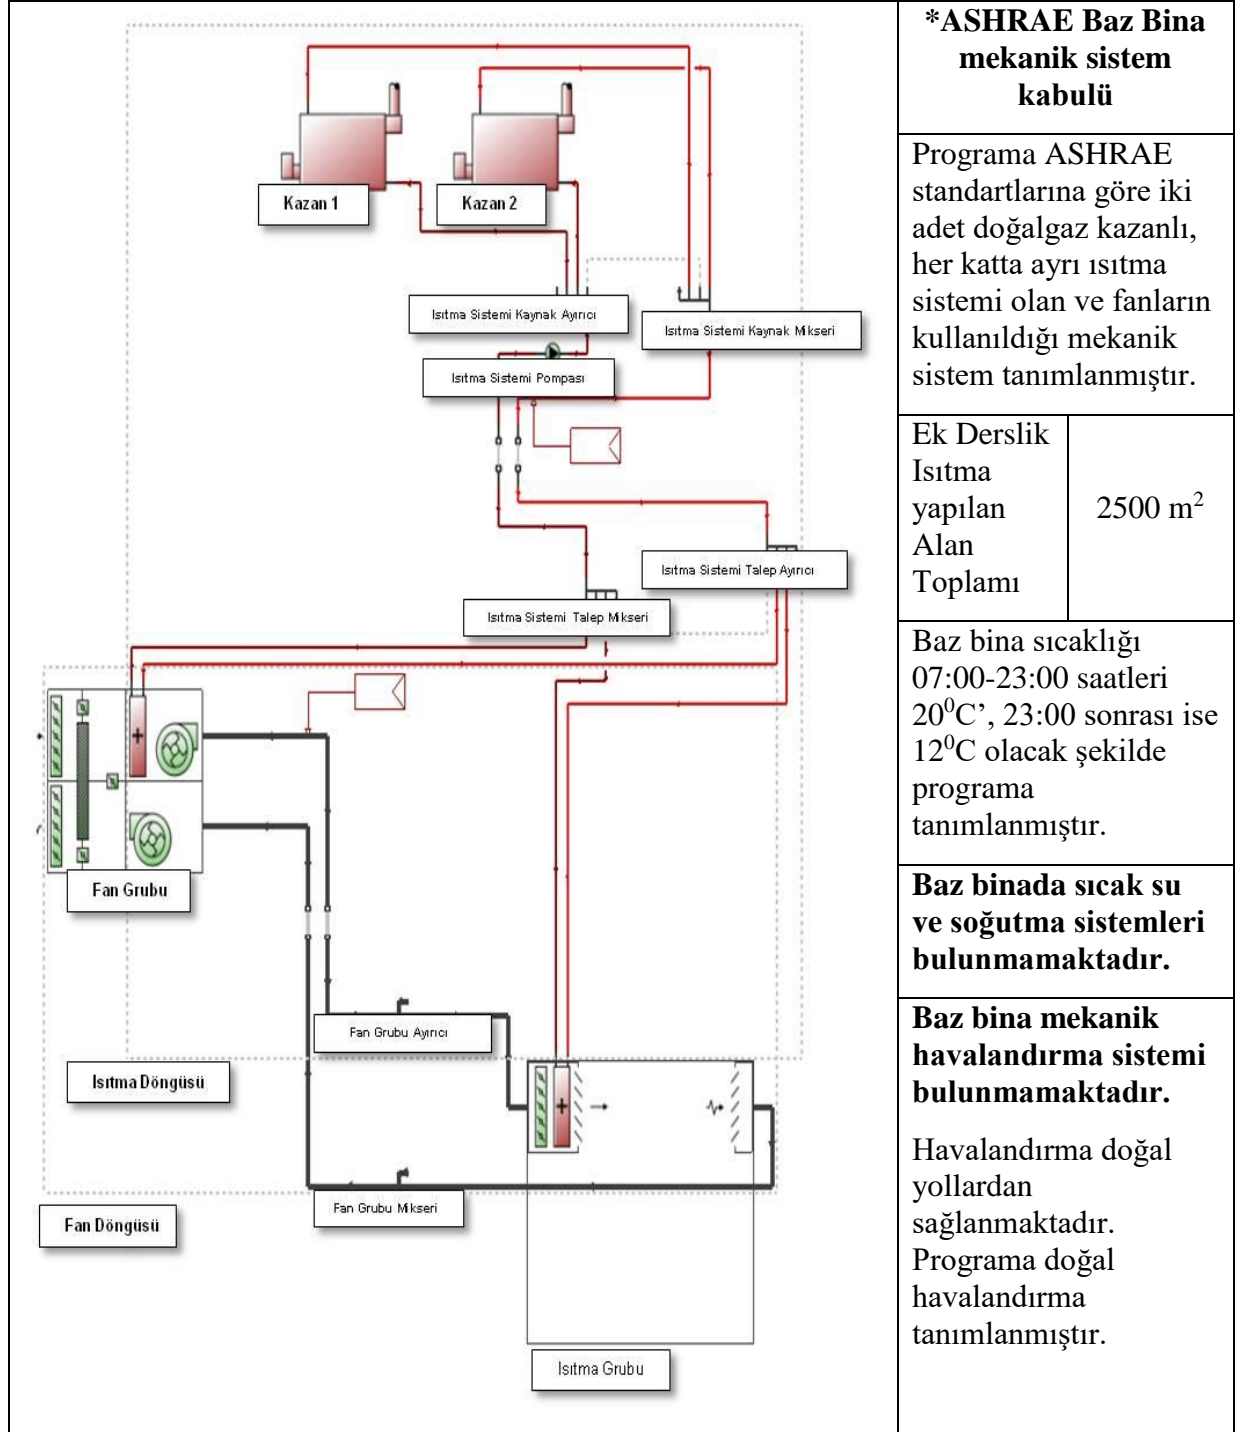 Kazan 1
Kazan 2
Isıtma Sistemi Kaynak Ayırıcı
Isıtma Sistemi Kaynak Mikseri
Isıtma Sistemi Pompası
Isıtma Sistemi Talep Ayırıcı
Isıtma Sistemi Talep Mikseri
Fan Grubu
Fan Grubu Ayırıcı
Isıtma Döngüsü
Fan Grubu Mikseri
Fan Döngüsü
Isıtma Grubu
*ASHRAE Baz Bina
mekanik sistem
kabulü
Programa ASHRAE
standartlarına göre iki
adet doğalgaz kazanlı,
her katta ayrı ısıtma
sistemi olan ve fanların
kullanıldığı mekanik
sistem tanımlanmıştır.
Ek Derslik
Isıtma
yapılan
Alan
Toplamı
2500 m²
Baz bina sıcaklığı
07:00-23:00 saatleri
20⁰C’, 23:00 sonrası ise
12⁰C olacak şekilde
programa
tanımlanmıştır.
Baz binada sıcak su
ve soğutma sistemleri
bulunmamaktadır.
Baz bina mekanik
havalandırma sistemi
bulunmamaktadır.
Havalandırma doğal
yollardan
sağlanmaktadır.
Programa doğal
havalandırma
tanımlanmıştır.